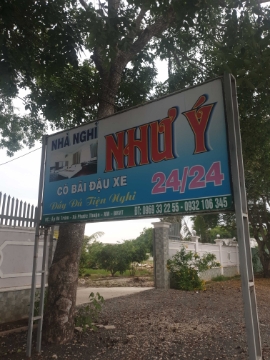 NHÀ NGHỈ
NHƯ Ý
CÓ BÃI ĐẬU XE
24/24
Đầy Đủ Tiện Nghi
ĐT: 0969 33 22 55 - 0932 106 345